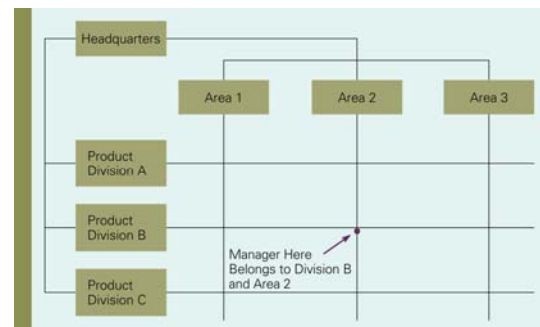 Headquarters
Area 1
Area 2
Area 3
Product
Division A
Product
Division B
Manager Here
Belongs to Division B
and Area 2
Product
Division C